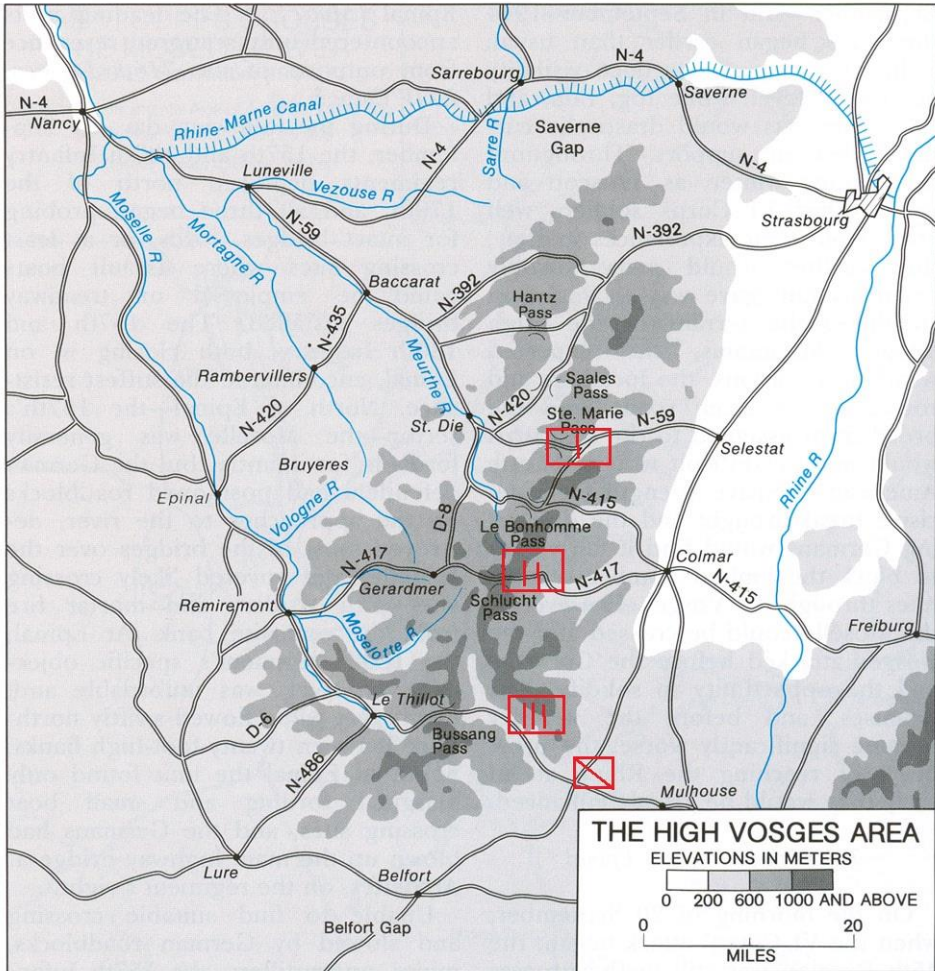 N-4
Sarrebourg
N-4
Saverne
N-4
Nancy
Rhine-Marne Canal
Sarre R
Saverne
Gap
N-4
Luneville
Vezouse R
N-4
Strasbourg
Moselle R
Mortagne R
N-59
N-392
Baccarat
N-392
Hantz
Pass
N-435
Meurthe R
Rambervillers
Saales
Pass
N-420
N-420
Ste. Marie
Pass
N-59
St. Die
Selestat
Bruyeres
Rhine R
Epinal
Vologne R
D-8
N-415
Le Bonhomme
Pass
N-417
Colmar
Gerardmer
N-417
N-415
Schlucht
Pass
Remiremont
Freiburg
Moselotte R
Le Thillot
D-6
Bussang
Pass
N-486
Mulhouse
Lure
Belfort
Belfort Gap
THE HIGH VOSGES AREA
ELEVATIONS IN METERS
0 200 600 1000 AND ABOVE
0 20
MILES